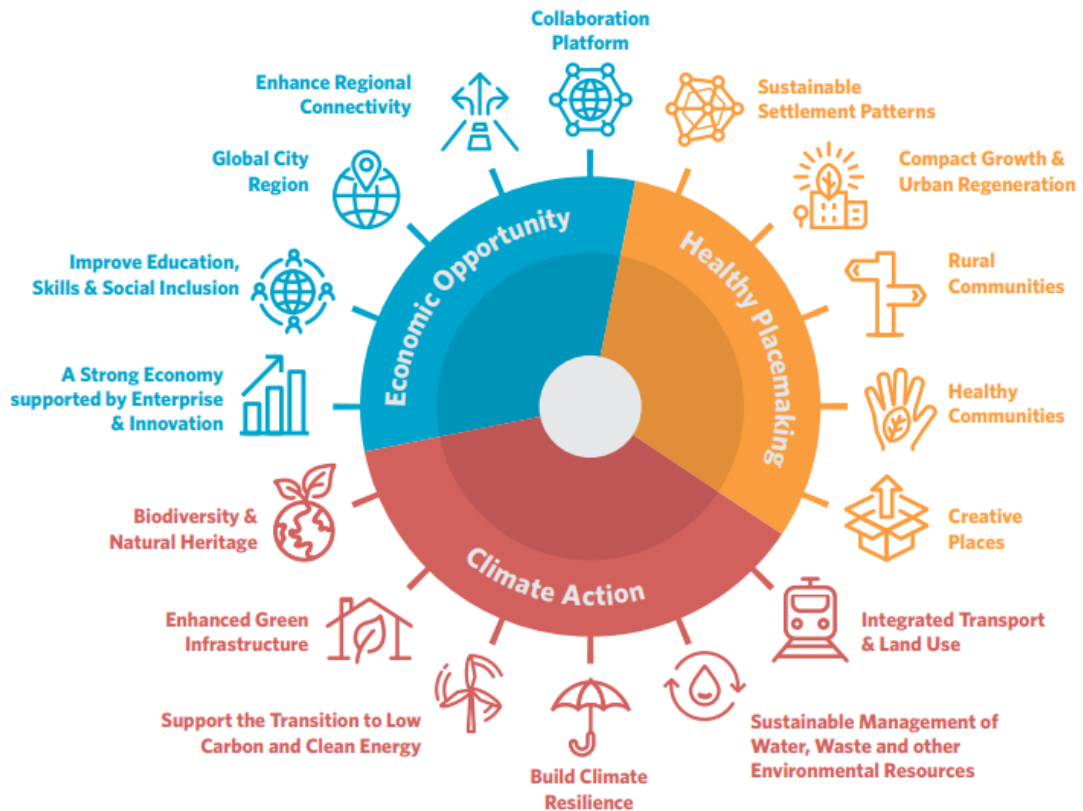 Collaboration
Platform
Sustainable
Settlement Patterns
Compact Growth &
Urban Regeneration
Rural
Communities
Healthy
Communities
Creative
Places
Integrated Transport
& Land Use
Sustainable Management of
Water, Waste and other
Environmental Resources
Build Climate
Resilience
Support the Transition to Low
Carbon and Clean Energy
Enhanced Green
Infrastructure
Biodiversity &
Natural Heritage
A Strong Economy
supported by Enterprise
& Innovation
Improve Education,
Skills & Social Inclusion
Global City
Region
Enhance Regional
Connectivity
Economic Opportunity
Healthy Placemaking
Climate Action